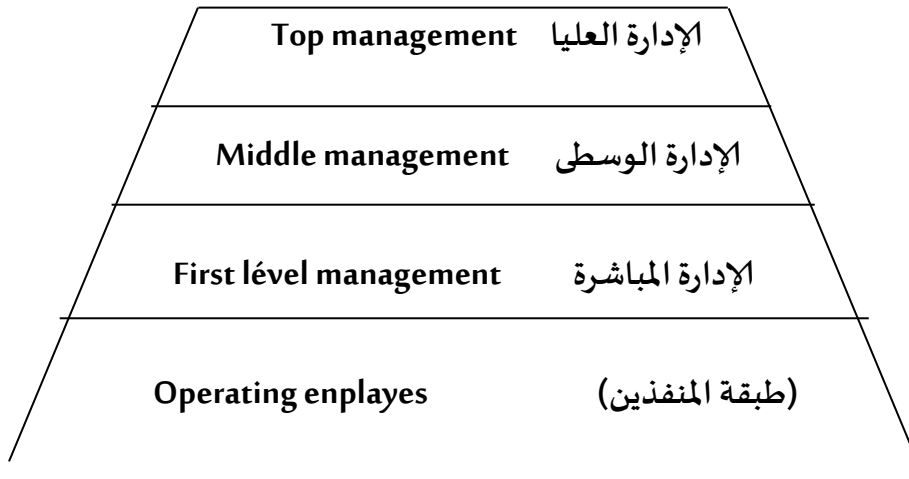 Top management الإدارة العليا
Middle management الإدارة الوسطى
First lével management الإدارة المباشرة
Operating enplayes (طبقة المنفذين)